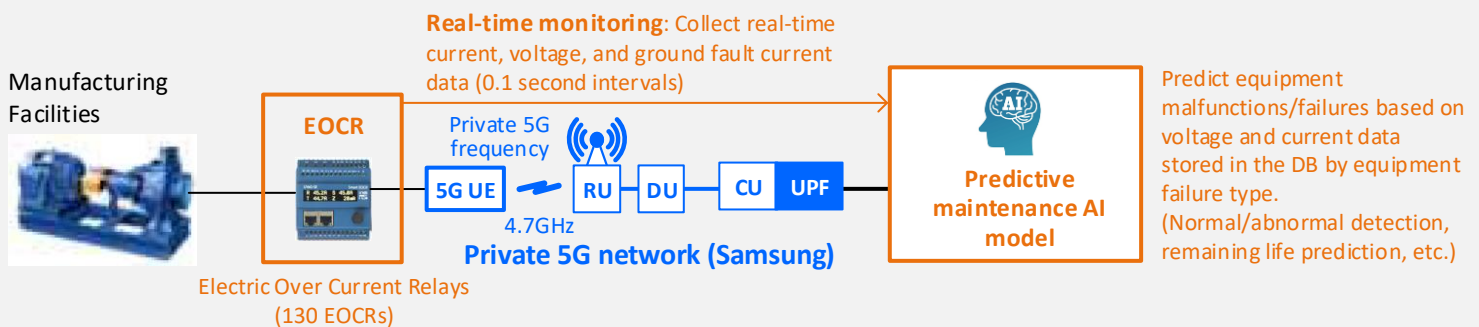 Real-time monitoring: Collect real-time
current, voltage, and ground fault current
data (0.1 second intervals)
Manufacturing
Facilities
EOCR
Private 5G
frequency
5G UE
4.7GHz
RU
DU
CU
UPF
Private 5G network (Samsung)
Electric Over Current Relays
(130 EOCRs)
AI
Predictive
maintenance AI
model
Predict equipment
malfunctions/failures based on
voltage and current data
stored in the DB by equipment
failure type.
(Normal/abnormal detection,
remaining life prediction, etc.)